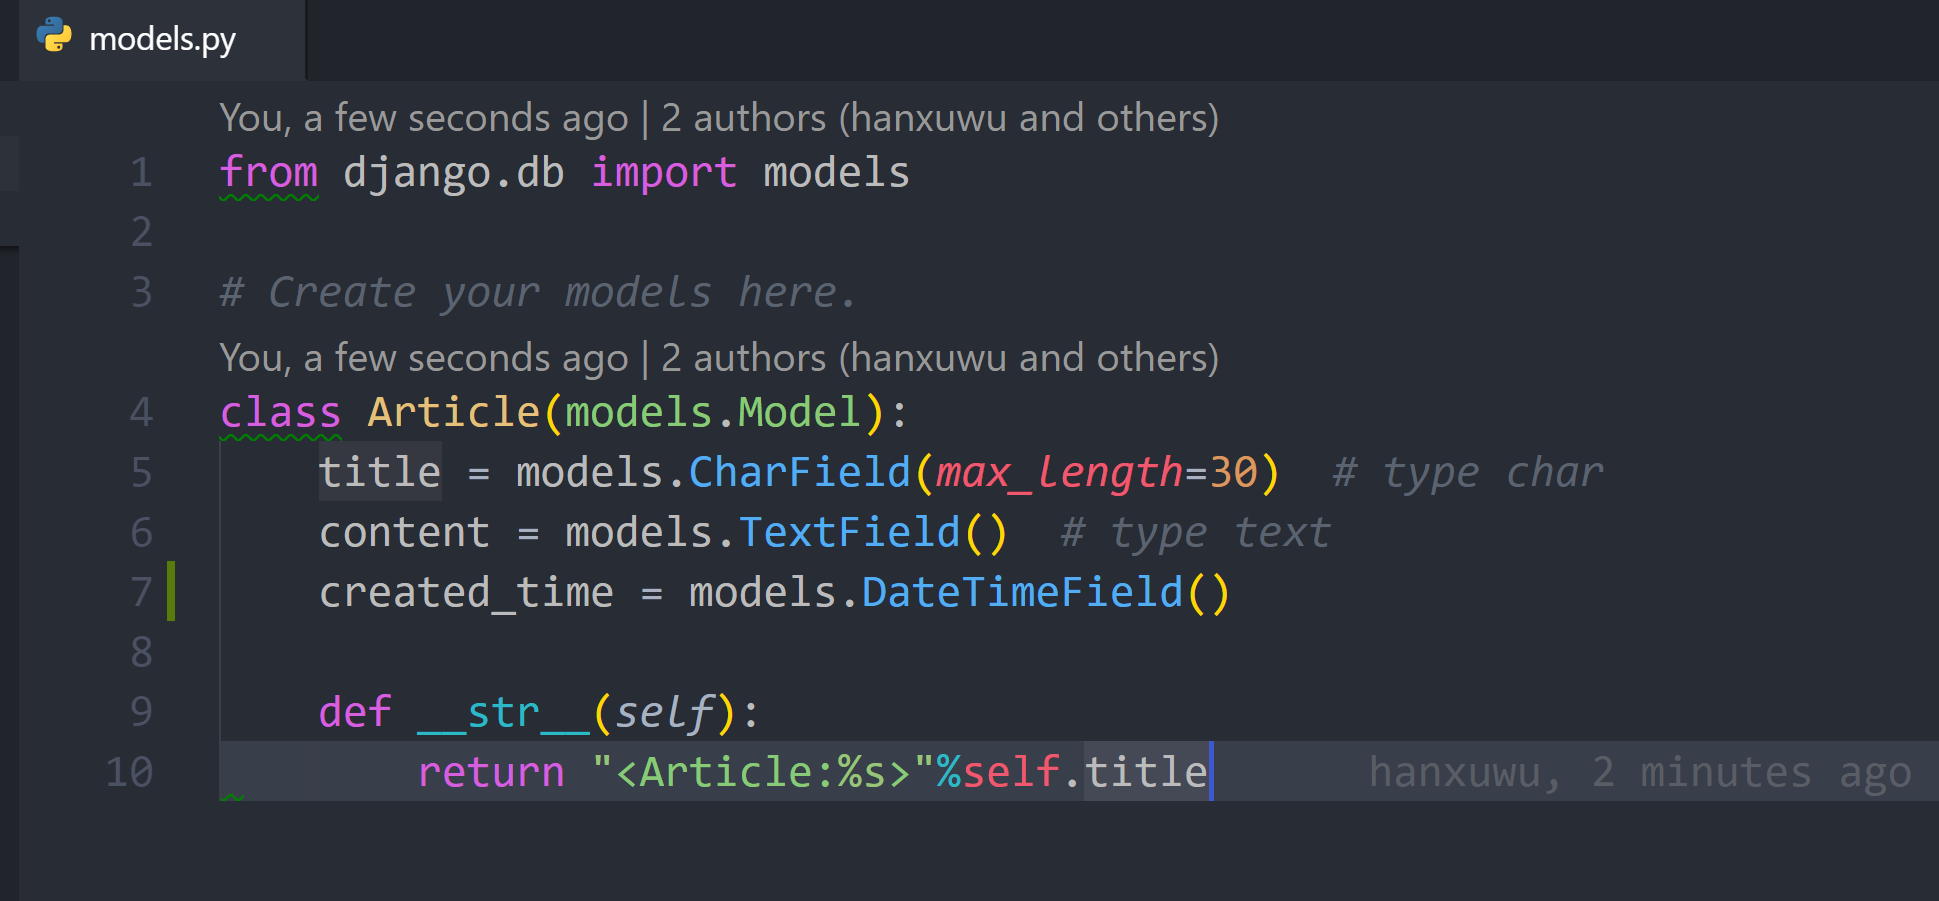 models.py
You, a few seconds ago | 2 authors (hanxuwu and others)
1 from django.db import models
2
3 # Create your models here.
You, a few seconds ago | 2 authors (hanxuwu and others)
4 class Article(models.Model):
5     title = models.CharField(max_length=30)  # type char
6     content = models.TextField()  # type text
7     created_time = models.DateTimeField()
8
9     def __str__(self):
10         return "<Article:%s>"%self.title hanxuwu, 2 minutes ago